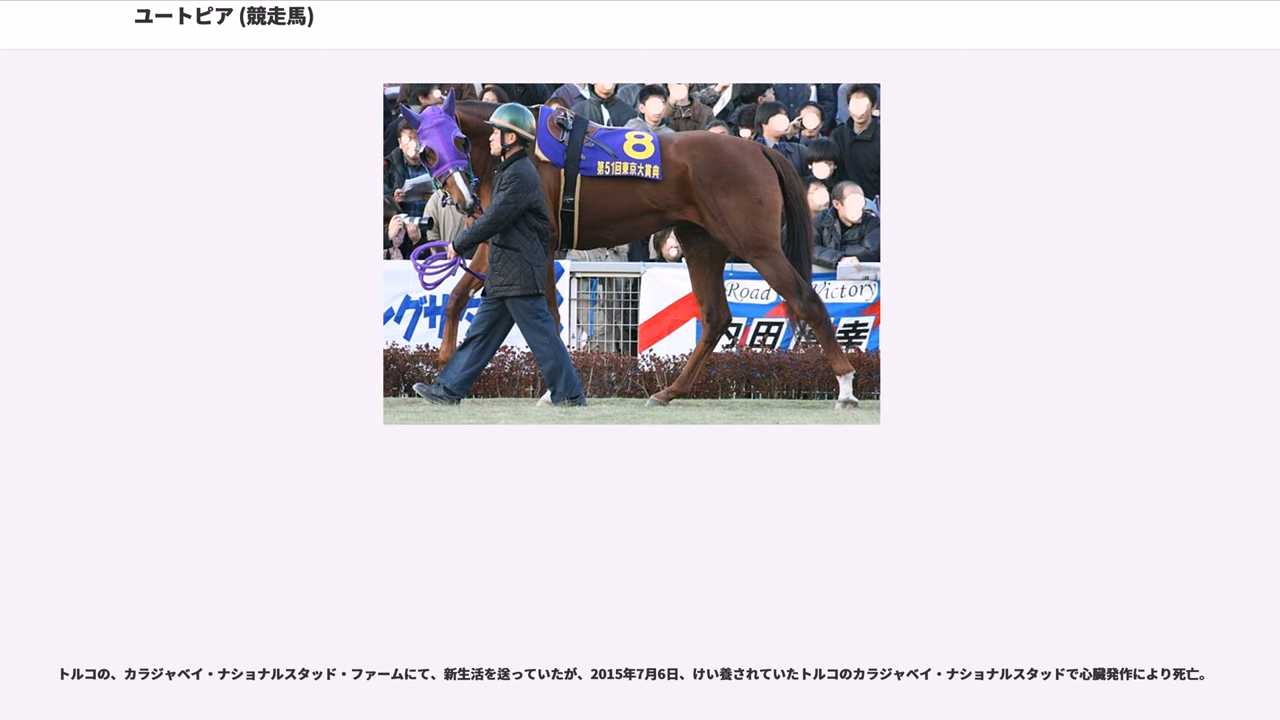 ユートピア (競走馬)
8
第51回東京大賞典
Road Victory
内田 幸
トルコの、カラジャベイ・ナショナルスタッド・ファームにて、新生活を送っていたが、2015年7月6日、けい養されていたトルコのカラジャベイ・ナショナルスタッドで心臓発作により死亡。